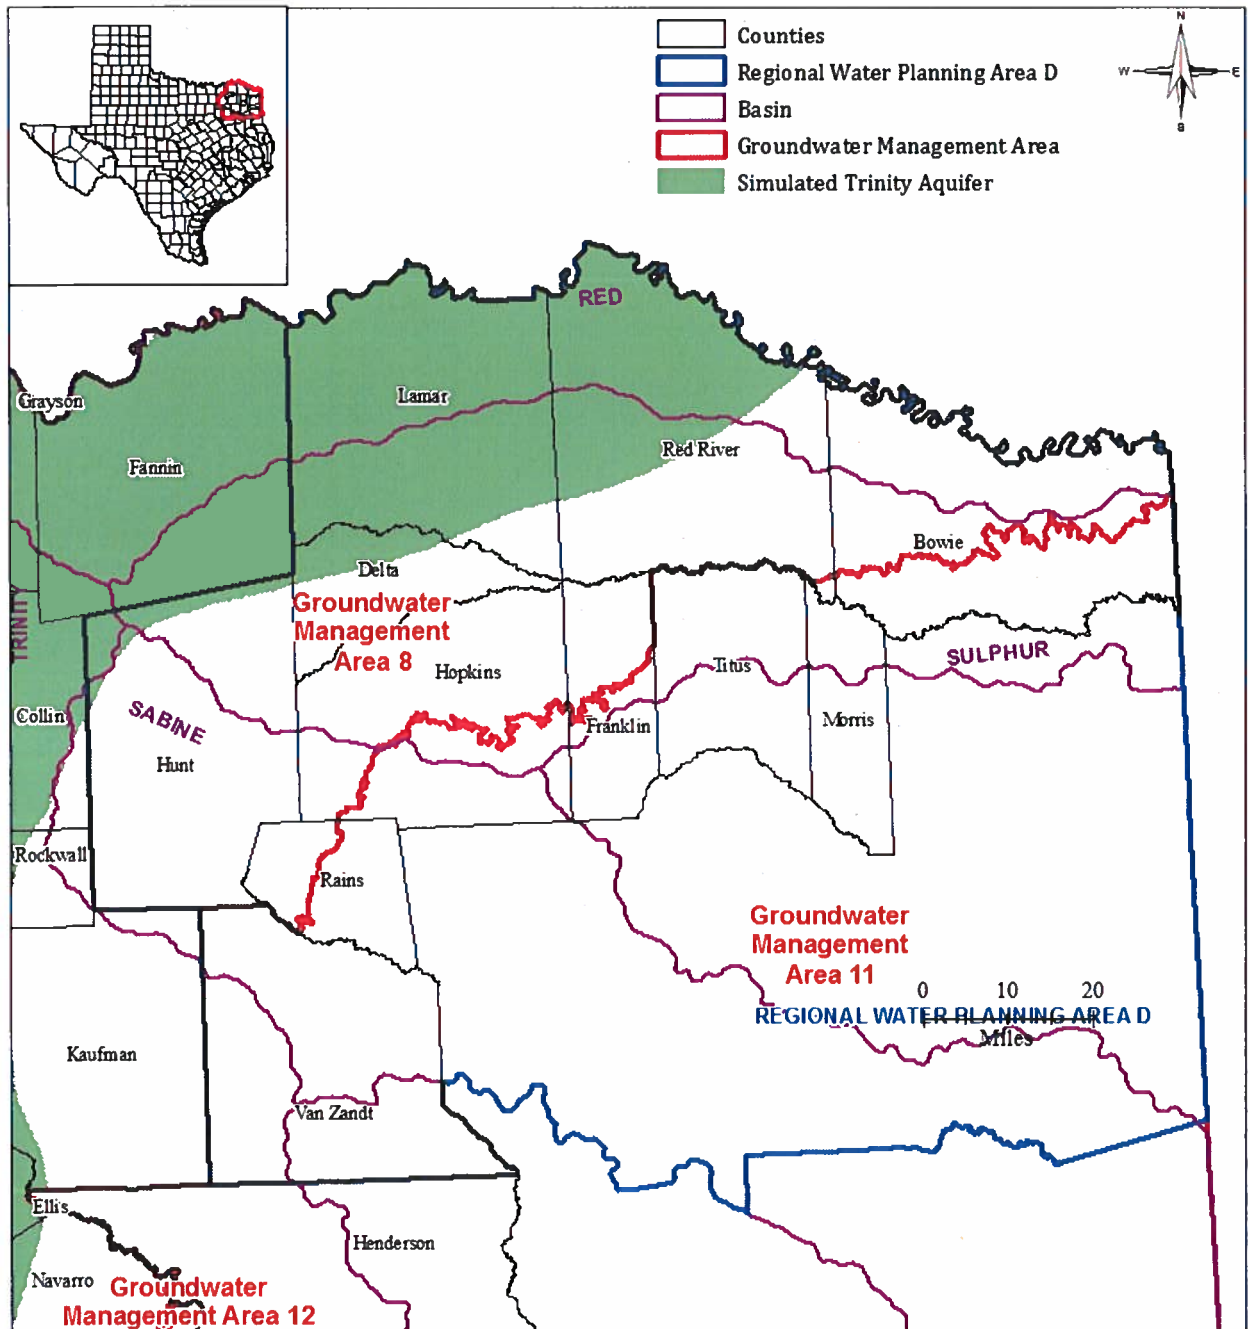 Counties
Regional Water Planning Area D
Basin
Groundwater Management Area
Simulated Trinity Aquifer
N
W
E
S
RED
Grayson
Lamar
Fannin
Red River
Bowie
Delta
Groundwater
Management
Area 8
TRINITY
Hopkins
Titus
SULPHUR
Collin
SABINE
Franklin
Morris
Hunt
Rockwall
Rains
Groundwater
Management
Area 11
0 10 20
REGIONAL WATER PLANNING AREA D
Miles
Kaufman
Van Zandt
Ellis
Henderson
Navarro
Groundwater
Management Area 12